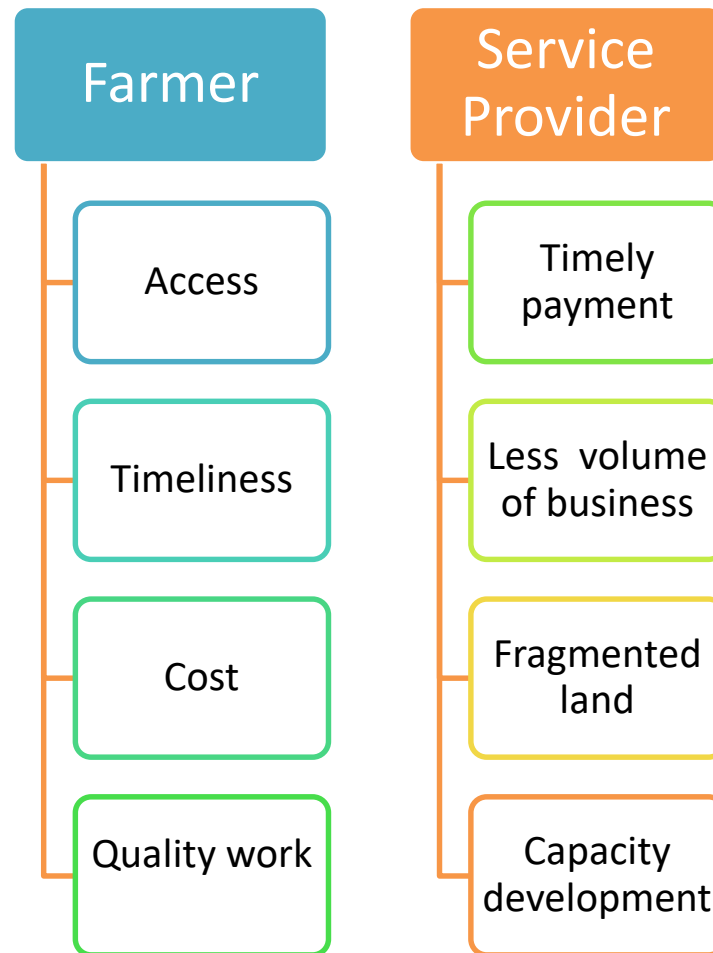 Farmer
Access
Timeliness
Cost
Quality work
Service
Provider
Timely
payment
Less  volume
of business
Fragmented
land
Capacity
development